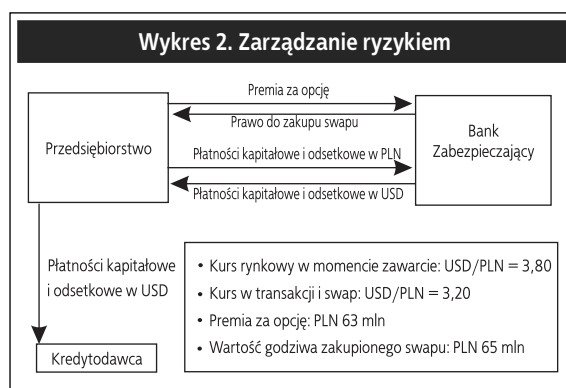 Wykres 2. Zarządzanie ryzykiem
Premia za opcję
Prawo do zakupu swapu
Przedsiębiorstwo
Bank
Zabezpieczający
Płatności kapitałowe i odsetkowe w PLN
Płatności kapitałowe i odsetkowe w USD
Płatności kapitałowe
i odsetkowe w USD
• Kurs rynkowy w momencie zawarcie: USD/PLN = 3,80
• Kurs w transakcji i swap: USD/PLN = 3,20
• Premia za opcję: PLN 63 mln
• Wartość godziwa zakupionego swapu: PLN 65 mln
Kredytodawca